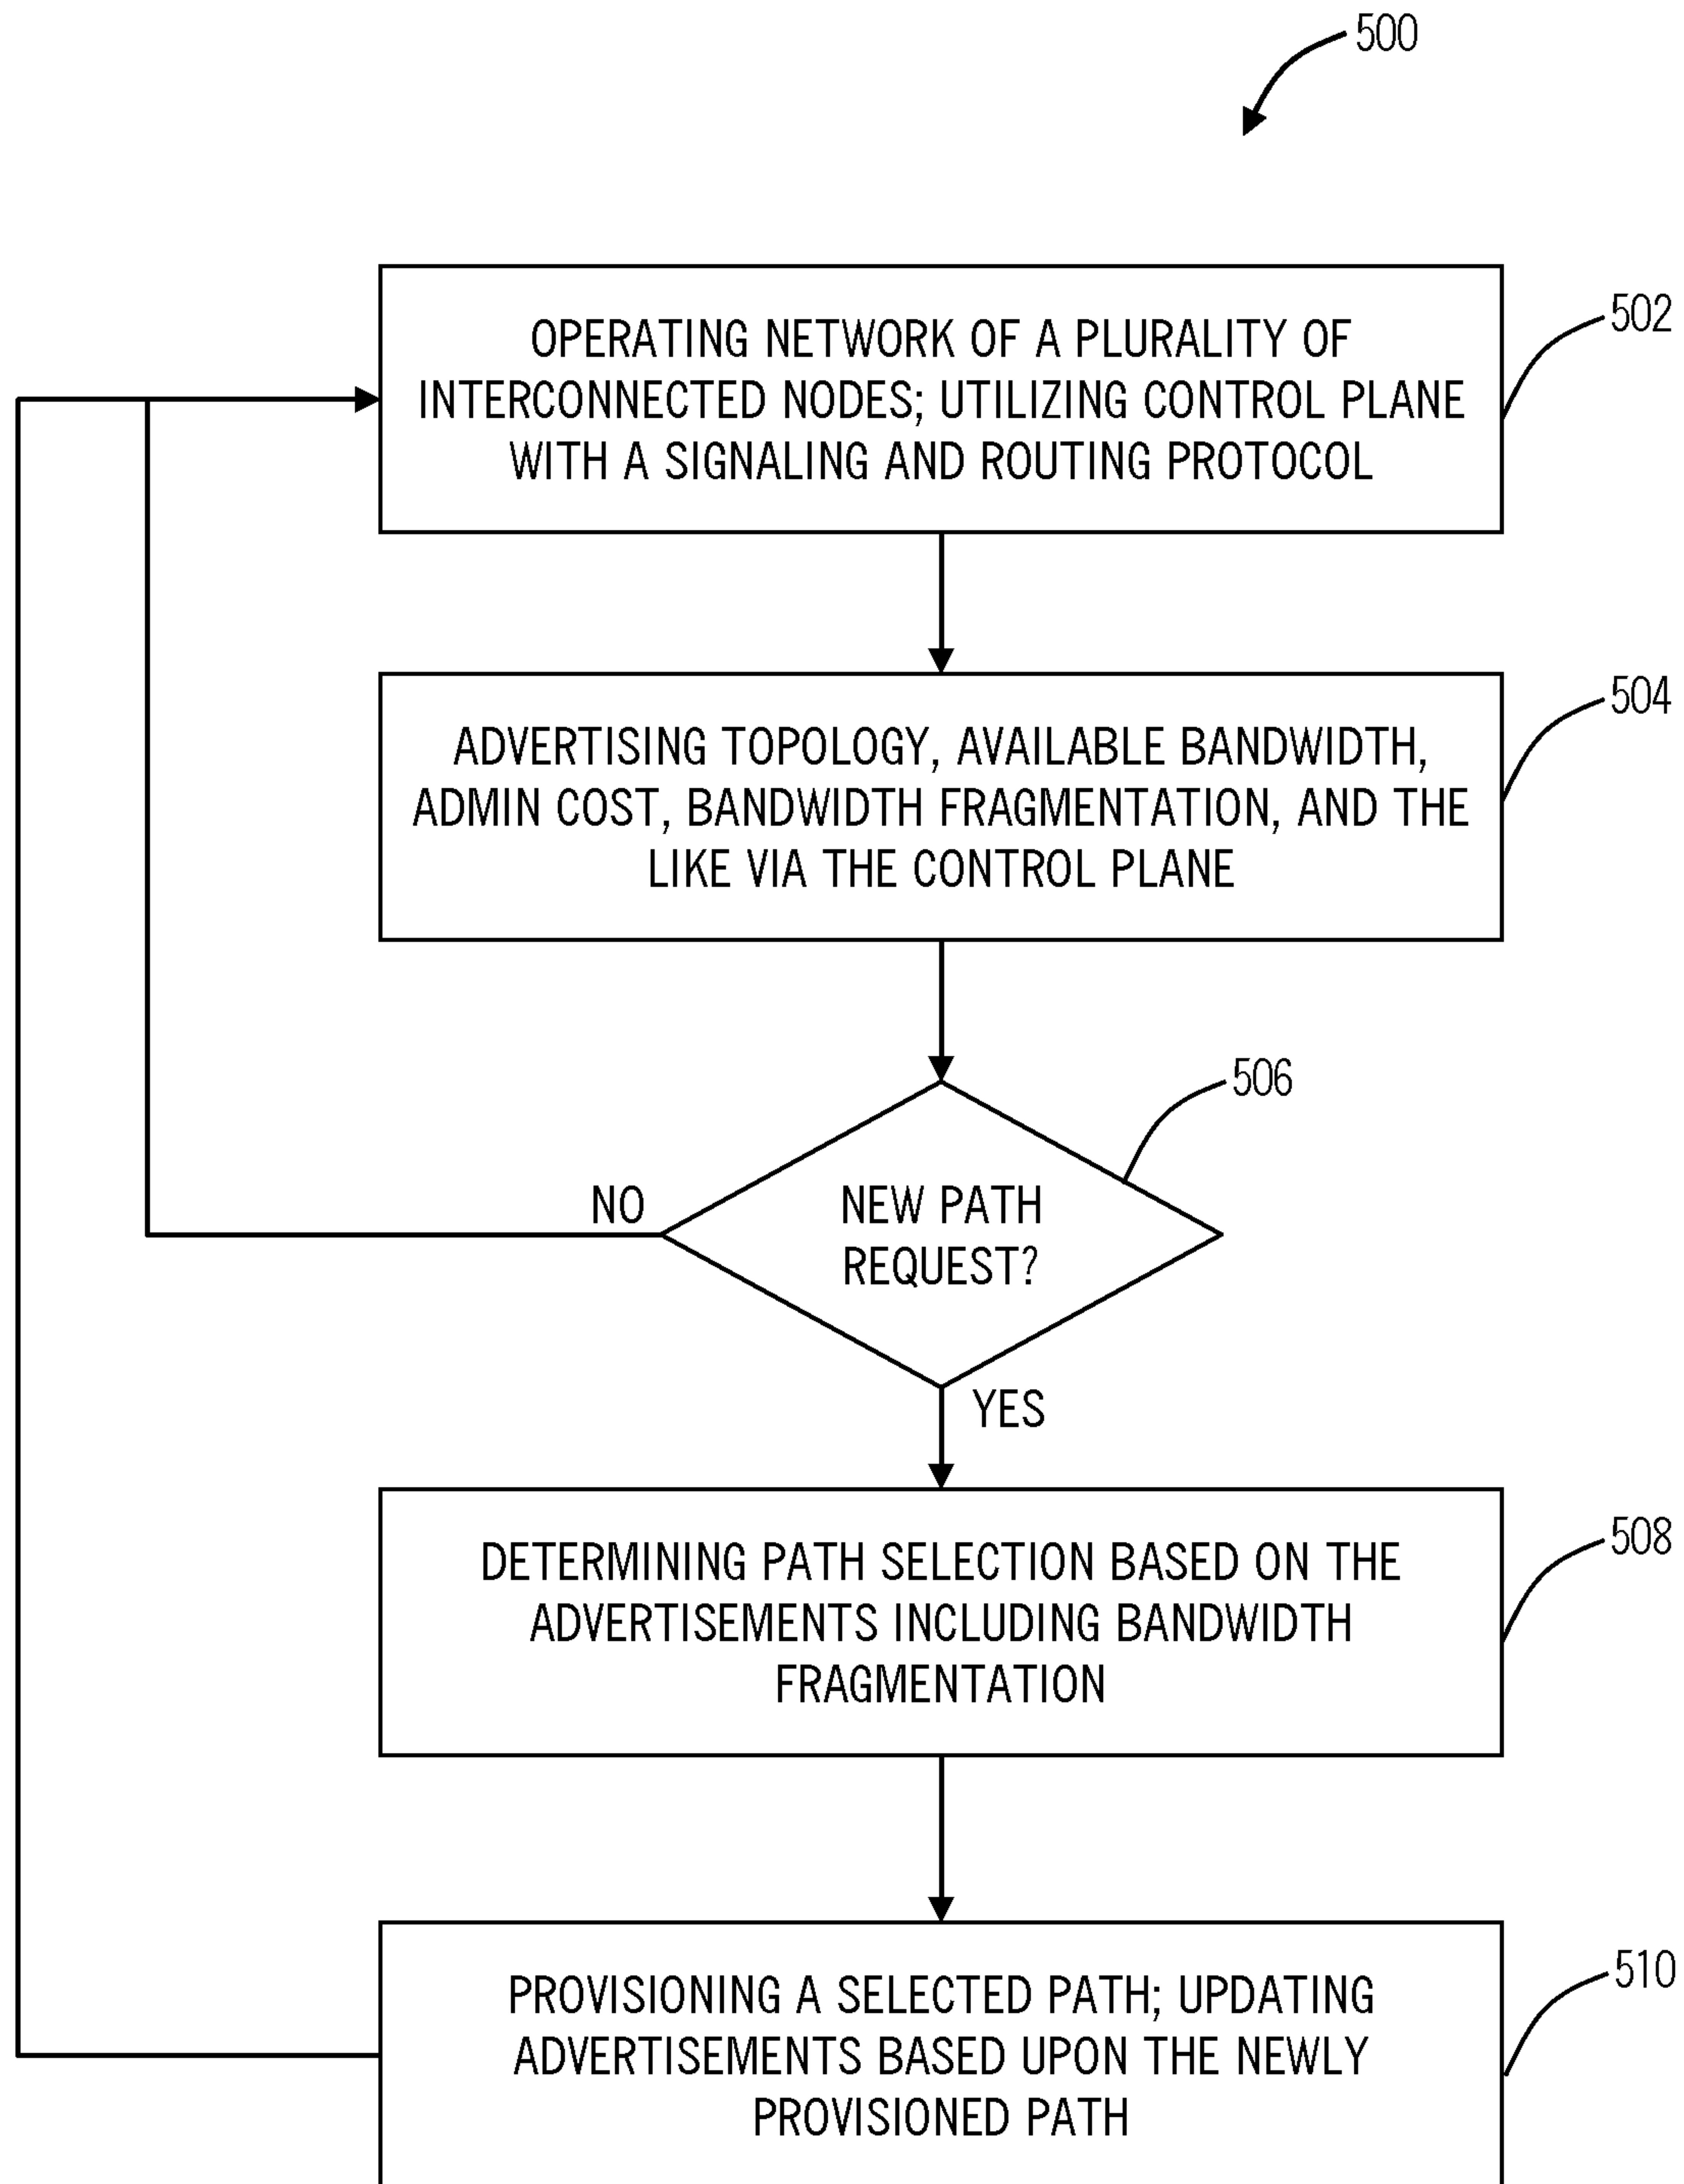 500
OPERATING NETWORK OF A PLURALITY OF
INTERCONNECTED NODES; UTILIZING CONTROL PLANE
WITH A SIGNALING AND ROUTING PROTOCOL
502
ADVERTISING TOPOLOGY, AVAILABLE BANDWIDTH,
ADMIN COST, BANDWIDTH FRAGMENTATION, AND THE
LIKE VIA THE CONTROL PLANE
504
506
NO
NEW PATH
REQUEST?
YES
DETERMINING PATH SELECTION BASED ON THE
ADVERTISEMENTS INCLUDING BANDWIDTH
FRAGMENTATION
508
PROVISIONING A SELECTED PATH; UPDATING
ADVERTISEMENTS BASED UPON THE NEWLY
PROVISIONED PATH
510